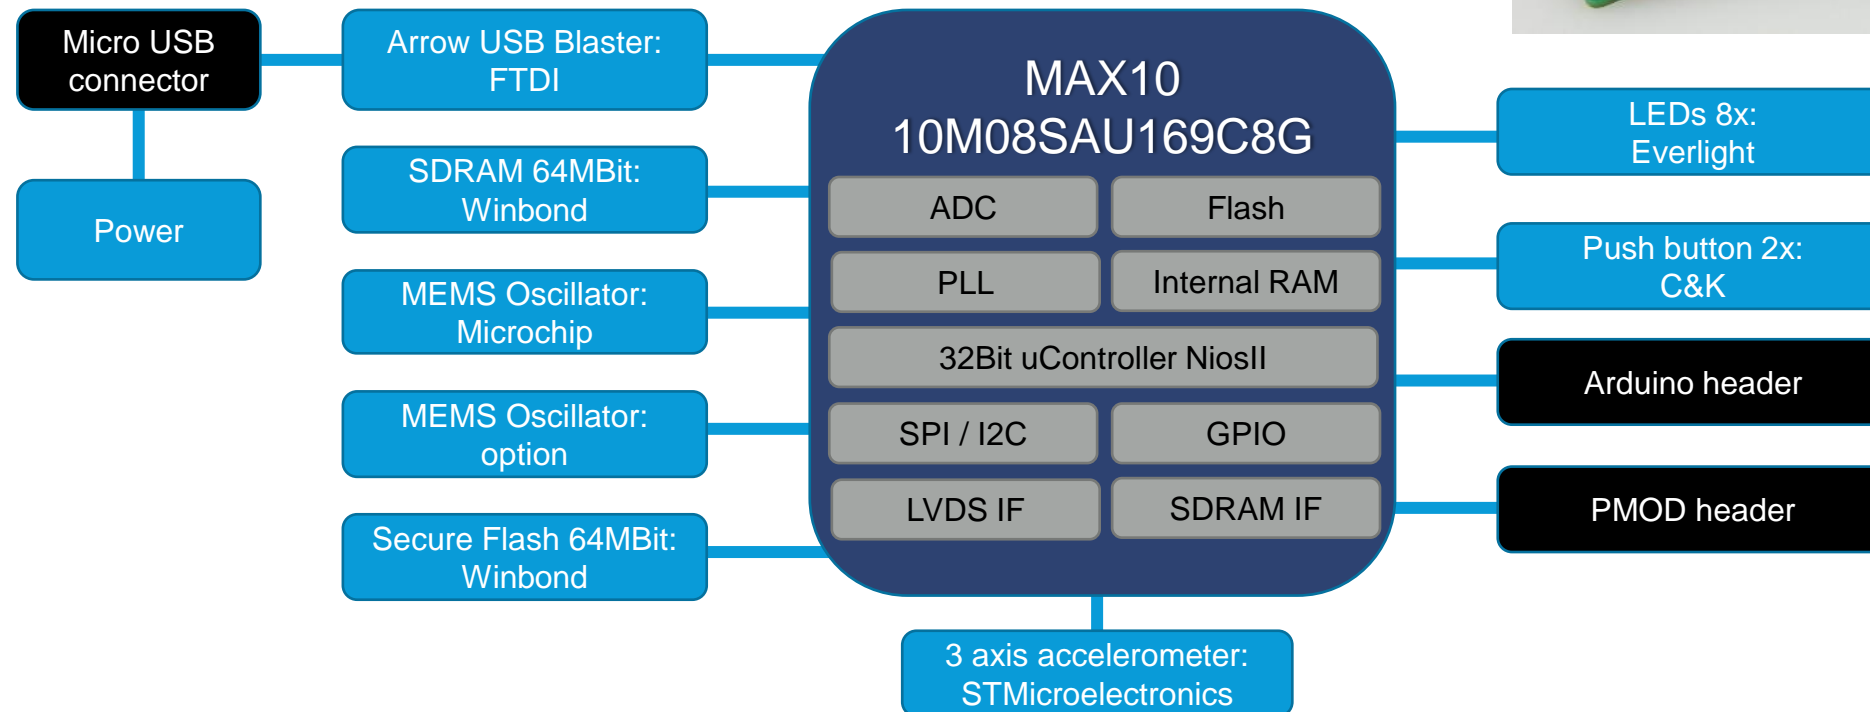 Micro USB
connector
Power
Arrow USB Blaster:
FTDI
SDRAM 64MBit:
Winbond
MEMS Oscillator:
Microchip
MEMS Oscillator:
option
Secure Flash 64MBit:
Winbond
MAX10
10M08SAU169C8G
ADC
Flash
PLL
Internal RAM
32Bit uController NiosII
SPI / I2C
GPIO
LVDS IF
SDRAM IF
3 axis accelerometer:
STMicroelectronics
LEDs 8x:
Everlight
Push button 2x:
C&K
Arduino header
PMOD header